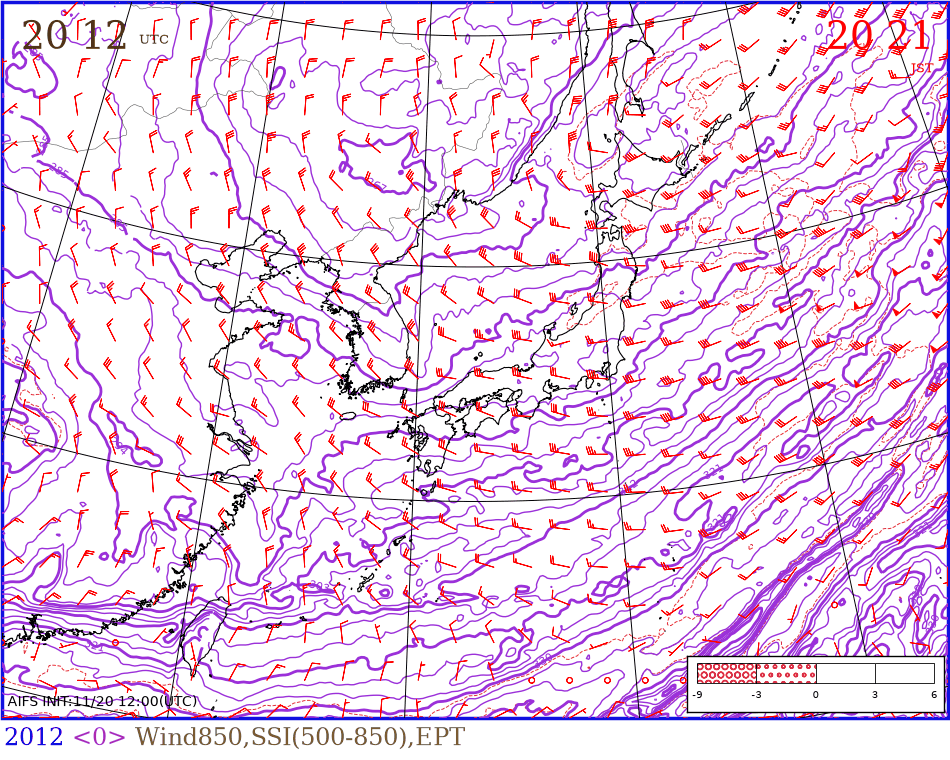 20 12 UTC
20 21
JST
AIFS INIT:11/20 12:00(UTC)
-9 -3 0 3 6
2012 <0> Wind850,SSI(500-850),EPT